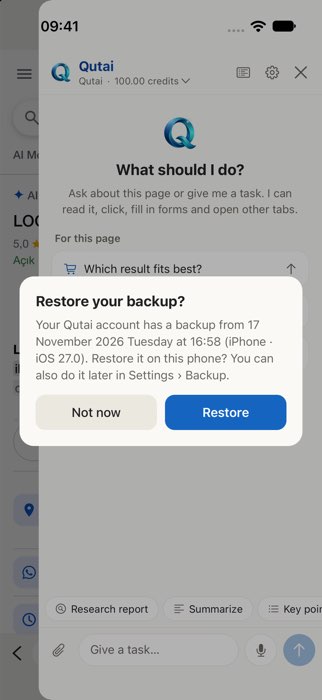 09:41
Qutai
Qutai · 100.00 credits
AI
What should I do?
Ask about this page or give me a task. I can
read it, click, fill in forms and open other tabs.
For this page
5,0
Açık
Which result fits best?
Restore your backup?
Your Qutai account has a backup from 17
November 2026 Tuesday at 16:58 (iPhone ·
iOS 27.0). Restore it on this phone? You can
also do it later in Settings › Backup.
Not now
Restore
Research report
Summarize
Key poin
Give a task...